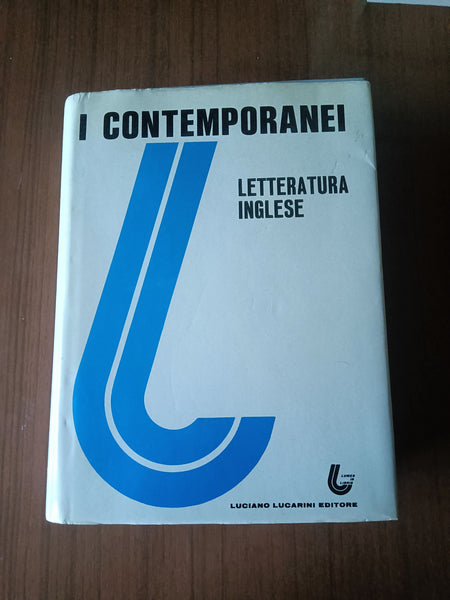 I CONTEMPORANEI
LETTERATURA
INGLESE
LUCIANO LUCARINI EDITORE